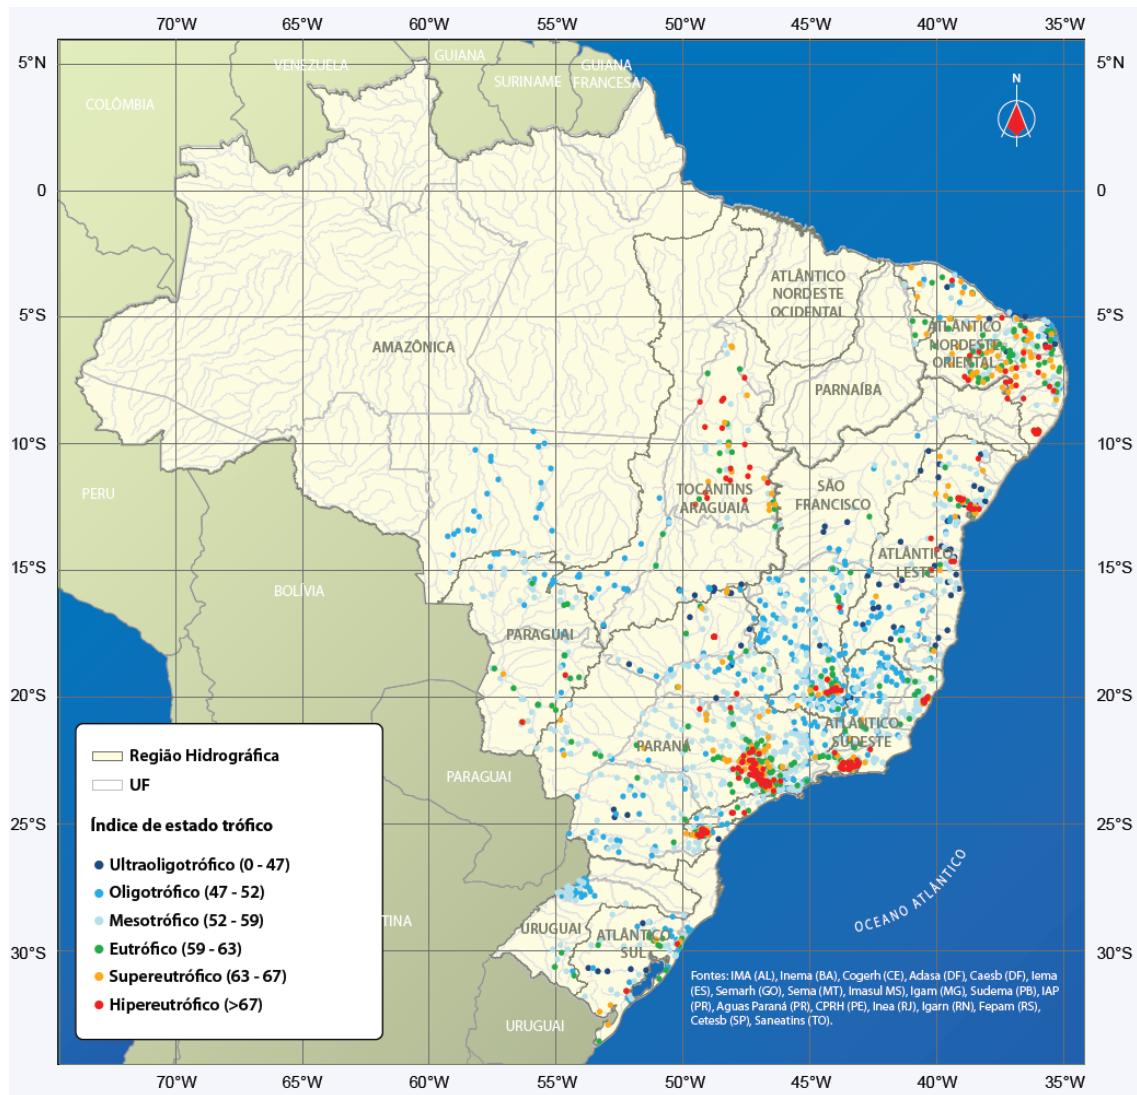 70°W 65°W 60°W 55°W 50°W 45°W 40°W 35°W
5°N
VENEZUELA
GUIANA
SURINAME
GUIANA
FRANCESA
5°N
COLÔMBIA
N
0
0
ATLÂNTICO
NORDESTE
OCIDENTAL
5°S
AMAZÔNICA
ATLÂNTICO
NORDESTE
ORIENTAL
5°S
PARNAÍBA
10°S
10°S
PERU
TOCANTINS
ARAGUAIA
SÃO
FRANCISCO
ATLÂNTICO
LESTE
15°S
15°S
BOLÍVIA
PARAGUAI
20°S
20°S
ATLÂNTICO
SUDESTE
PARANÁ
PARAGUAI
Região Hidrográfica
UF
Índice de estado trófico
Ultraoligotrófico (0 - 47)
Oligotrófico (47 - 52)
Mesotrófico (52 - 59)
Eutrófico (59 - 63)
Supereutrófico (63 - 67)
Hipereutrófico (>67)
25°S
25°S
OCEANO ATLÂNTICO
TINA
URUGUAI
ATLÂNTICO
SUL
30°S
30°S
URUGUAI
Fontes: IMA (AL), Inema (BA), Cogerh (CE), Adasa (DF), Caesb (DF), Iema
(ES), Semarh (GO), Sema (MT), Imasul MS), Igam (MG), Sudema (PB), IAP
(PR), Aguas Paraná (PR), CPRH (PE), Inea (RJ), Igarn (RN), Fepam (RS),
Cetesb (SP), Saneatins (TO).
70°W 65°W 60°W 55°W 50°W 45°W 40°W 35°W